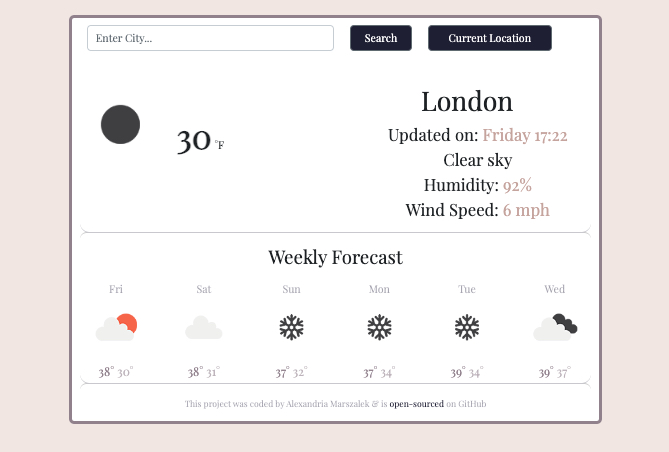 Enter City... Search Current Location
London
30 °F
Updated on: Friday 17:22
Clear sky
Humidity: 92%
Wind Speed: 6 mph
Weekly Forecast
Fri Sat Sun Mon Tue Wed
38° 30° 38° 31° 37° 32° 37° 34° 39° 34° 39° 37°
This project was coded by Alexandria Marszalek & is open-sourced on GitHub